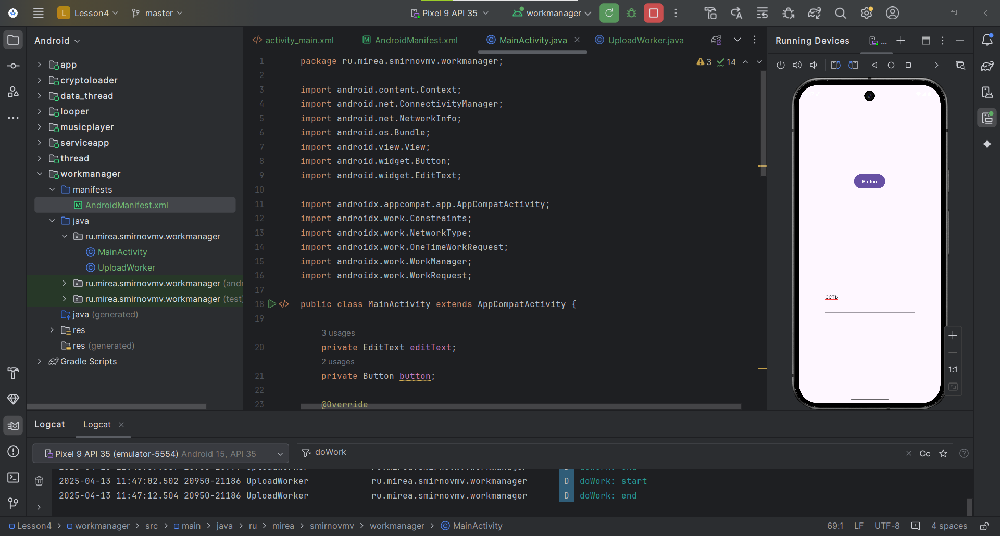 L Lesson4 master Pixel 9 API 35 workmanager
Android
app
cryptoloader
data_thread
looper
musicplayer
serviceapp
thread
workmanager
manifests
AndroidManifest.xml
java
ru.mirea.smirnovmv.workmanager
MainActivity
UploadWorker
ru.mirea.smirnovmv.workmanager (andr
ru.mirea.smirnovmv.workmanager (test)
java (generated)
res
res (generated)
Gradle Scripts
activity_main.xml AndroidManifest.xml MainActivity.java UploadWorker.java
3 14
1 package ru.mirea.smirnovmv.workmanager;
2
3 import android.content.Context;
4 import android.net.ConnectivityManager;
5 import android.net.NetworkInfo;
6 import android.os.Bundle;
7 import android.view.View;
8 import android.widget.Button;
9 import android.widget.EditText;
10
11 import androidx.appcompat.app.AppCompatActivity;
12 import androidx.work.Constraints;
13 import androidx.work.NetworkType;
14 import androidx.work.OneTimeWorkRequest;
15 import androidx.work.WorkManager;
16 import androidx.work.WorkRequest;
17
18 public class MainActivity extends AppCompatActivity {
19
3 usages
20 private EditText editText;
2 usages
21 private Button button;
22
23 @Override
Running Devices ...
Button
есть
1:1
Logcat Logcat
Pixel 9 API 35 (emulator-5554) Android 15, API 35 doWork Cc
2025-04-13 11:47:02.502 20950-21186 UploadWorker ru.mirea.smirnovmv.workmanager D doWork: start
2025-04-13 11:47:12.504 20950-21186 UploadWorker ru.mirea.smirnovmv.workmanager D doWork: end
Lesson4 > workmanager > src > main > java > ru > mirea > smirnovmv > workmanager > MainActivity 69:1 LF UTF-8 4 spaces